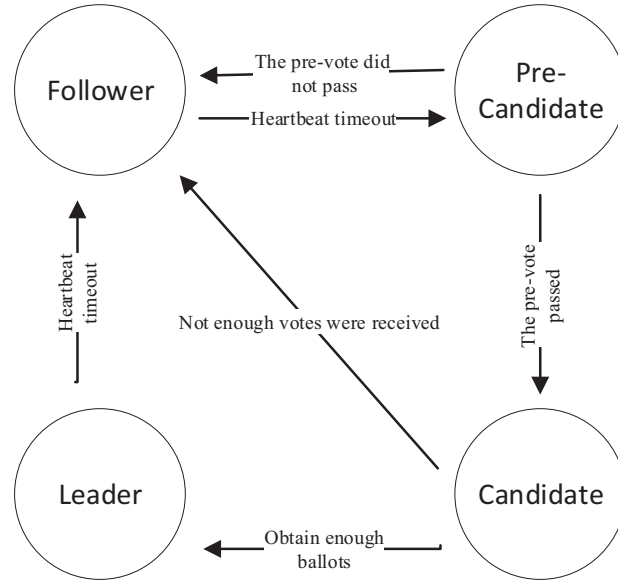 Follower
The pre-vote did
not pass
Pre-
Candidate
Heartbeat timeout
Heartbeat
timeout
Not enough votes were received
The pre-vote
passed
Leader
Obtain enough
ballots
Candidate